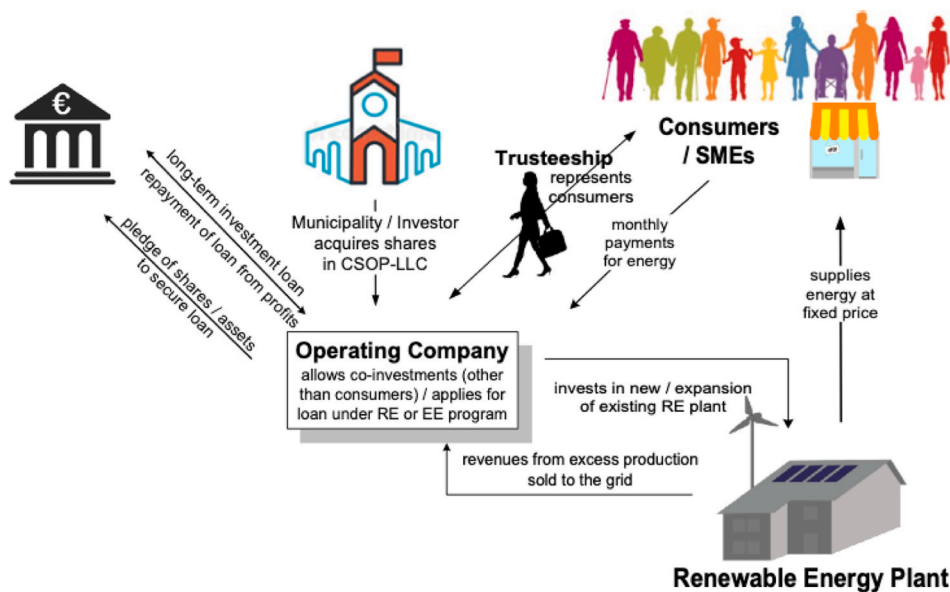 €
long-term investment loan
repayment of loan from profits
pledge of shares / assets
to secure loan
Municipality / Investor
acquires shares
in CSOP-LLC
Trusteeship
represents
consumers
Consumers
/ SMEs
monthly
payments
for energy
supplies
energy at
fixed price
Operating Company
allows co-investments (other
than consumers) / applies for
loan under RE or EE program
invests in new / expansion
of existing RE plant
revenues from excess production
sold to the grid
Renewable Energy Plant